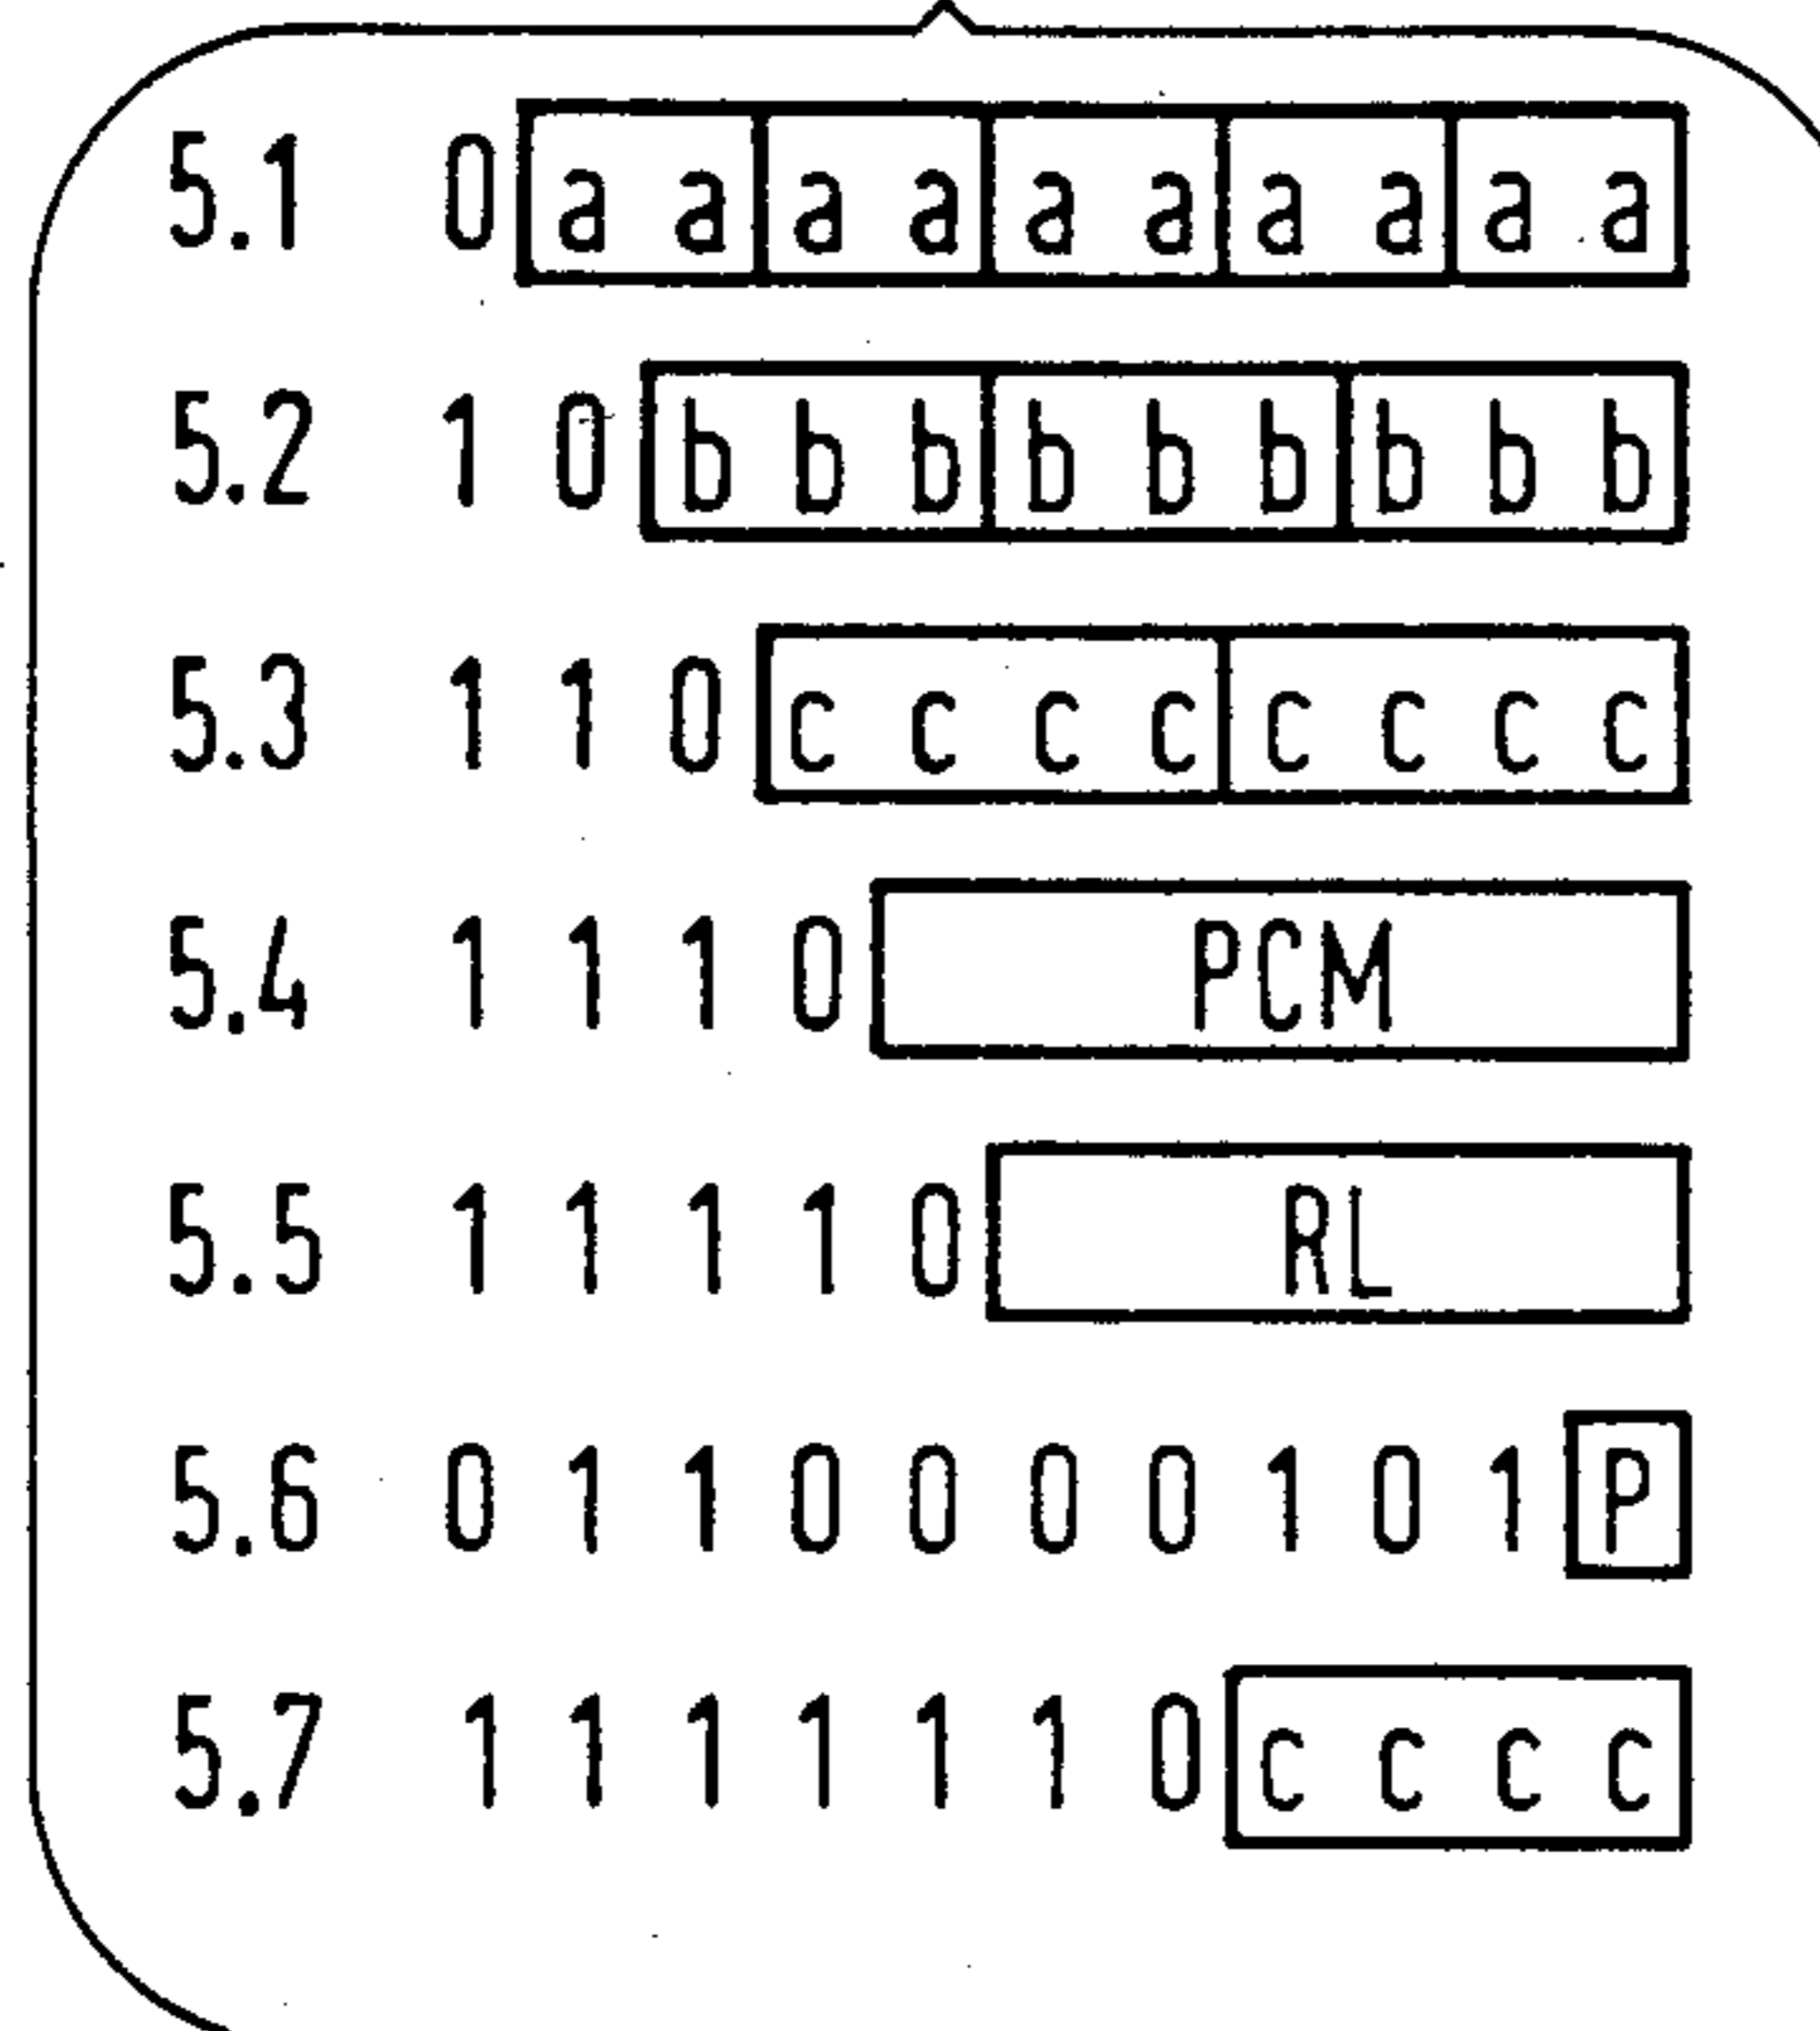 5.1 0 a a a a a a a a a a
5.2 1 0 b b b b b b b b b
5.3 1 1 0 c c c c c c c c
5.4 1 1 1 0 PCM
5.5 1 1 1 1 0 RL
5.6 0 1 1 0 0 0 0 1 0 1 P
5.7 1 1 1 1 1 1 0 c c c c